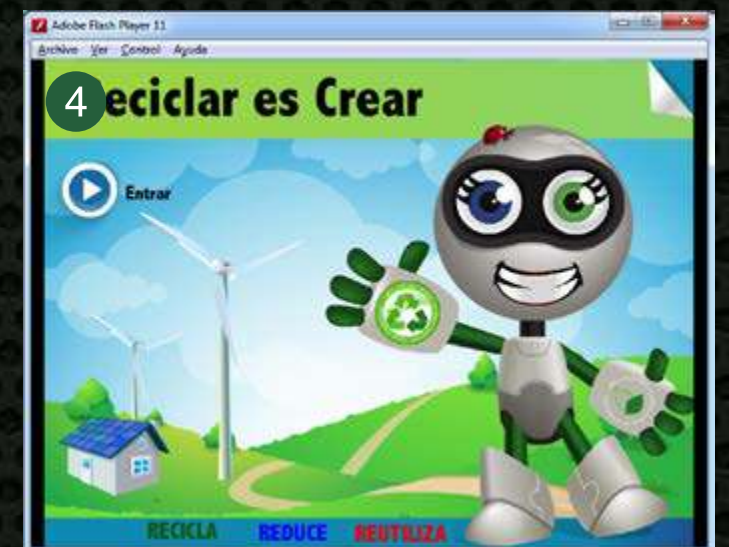 Adobe Flash Player 11
Archivo Ver Control Ayuda
4 eciclar es Crear
Entrar
RECICLA REDUCE REUTILIZA